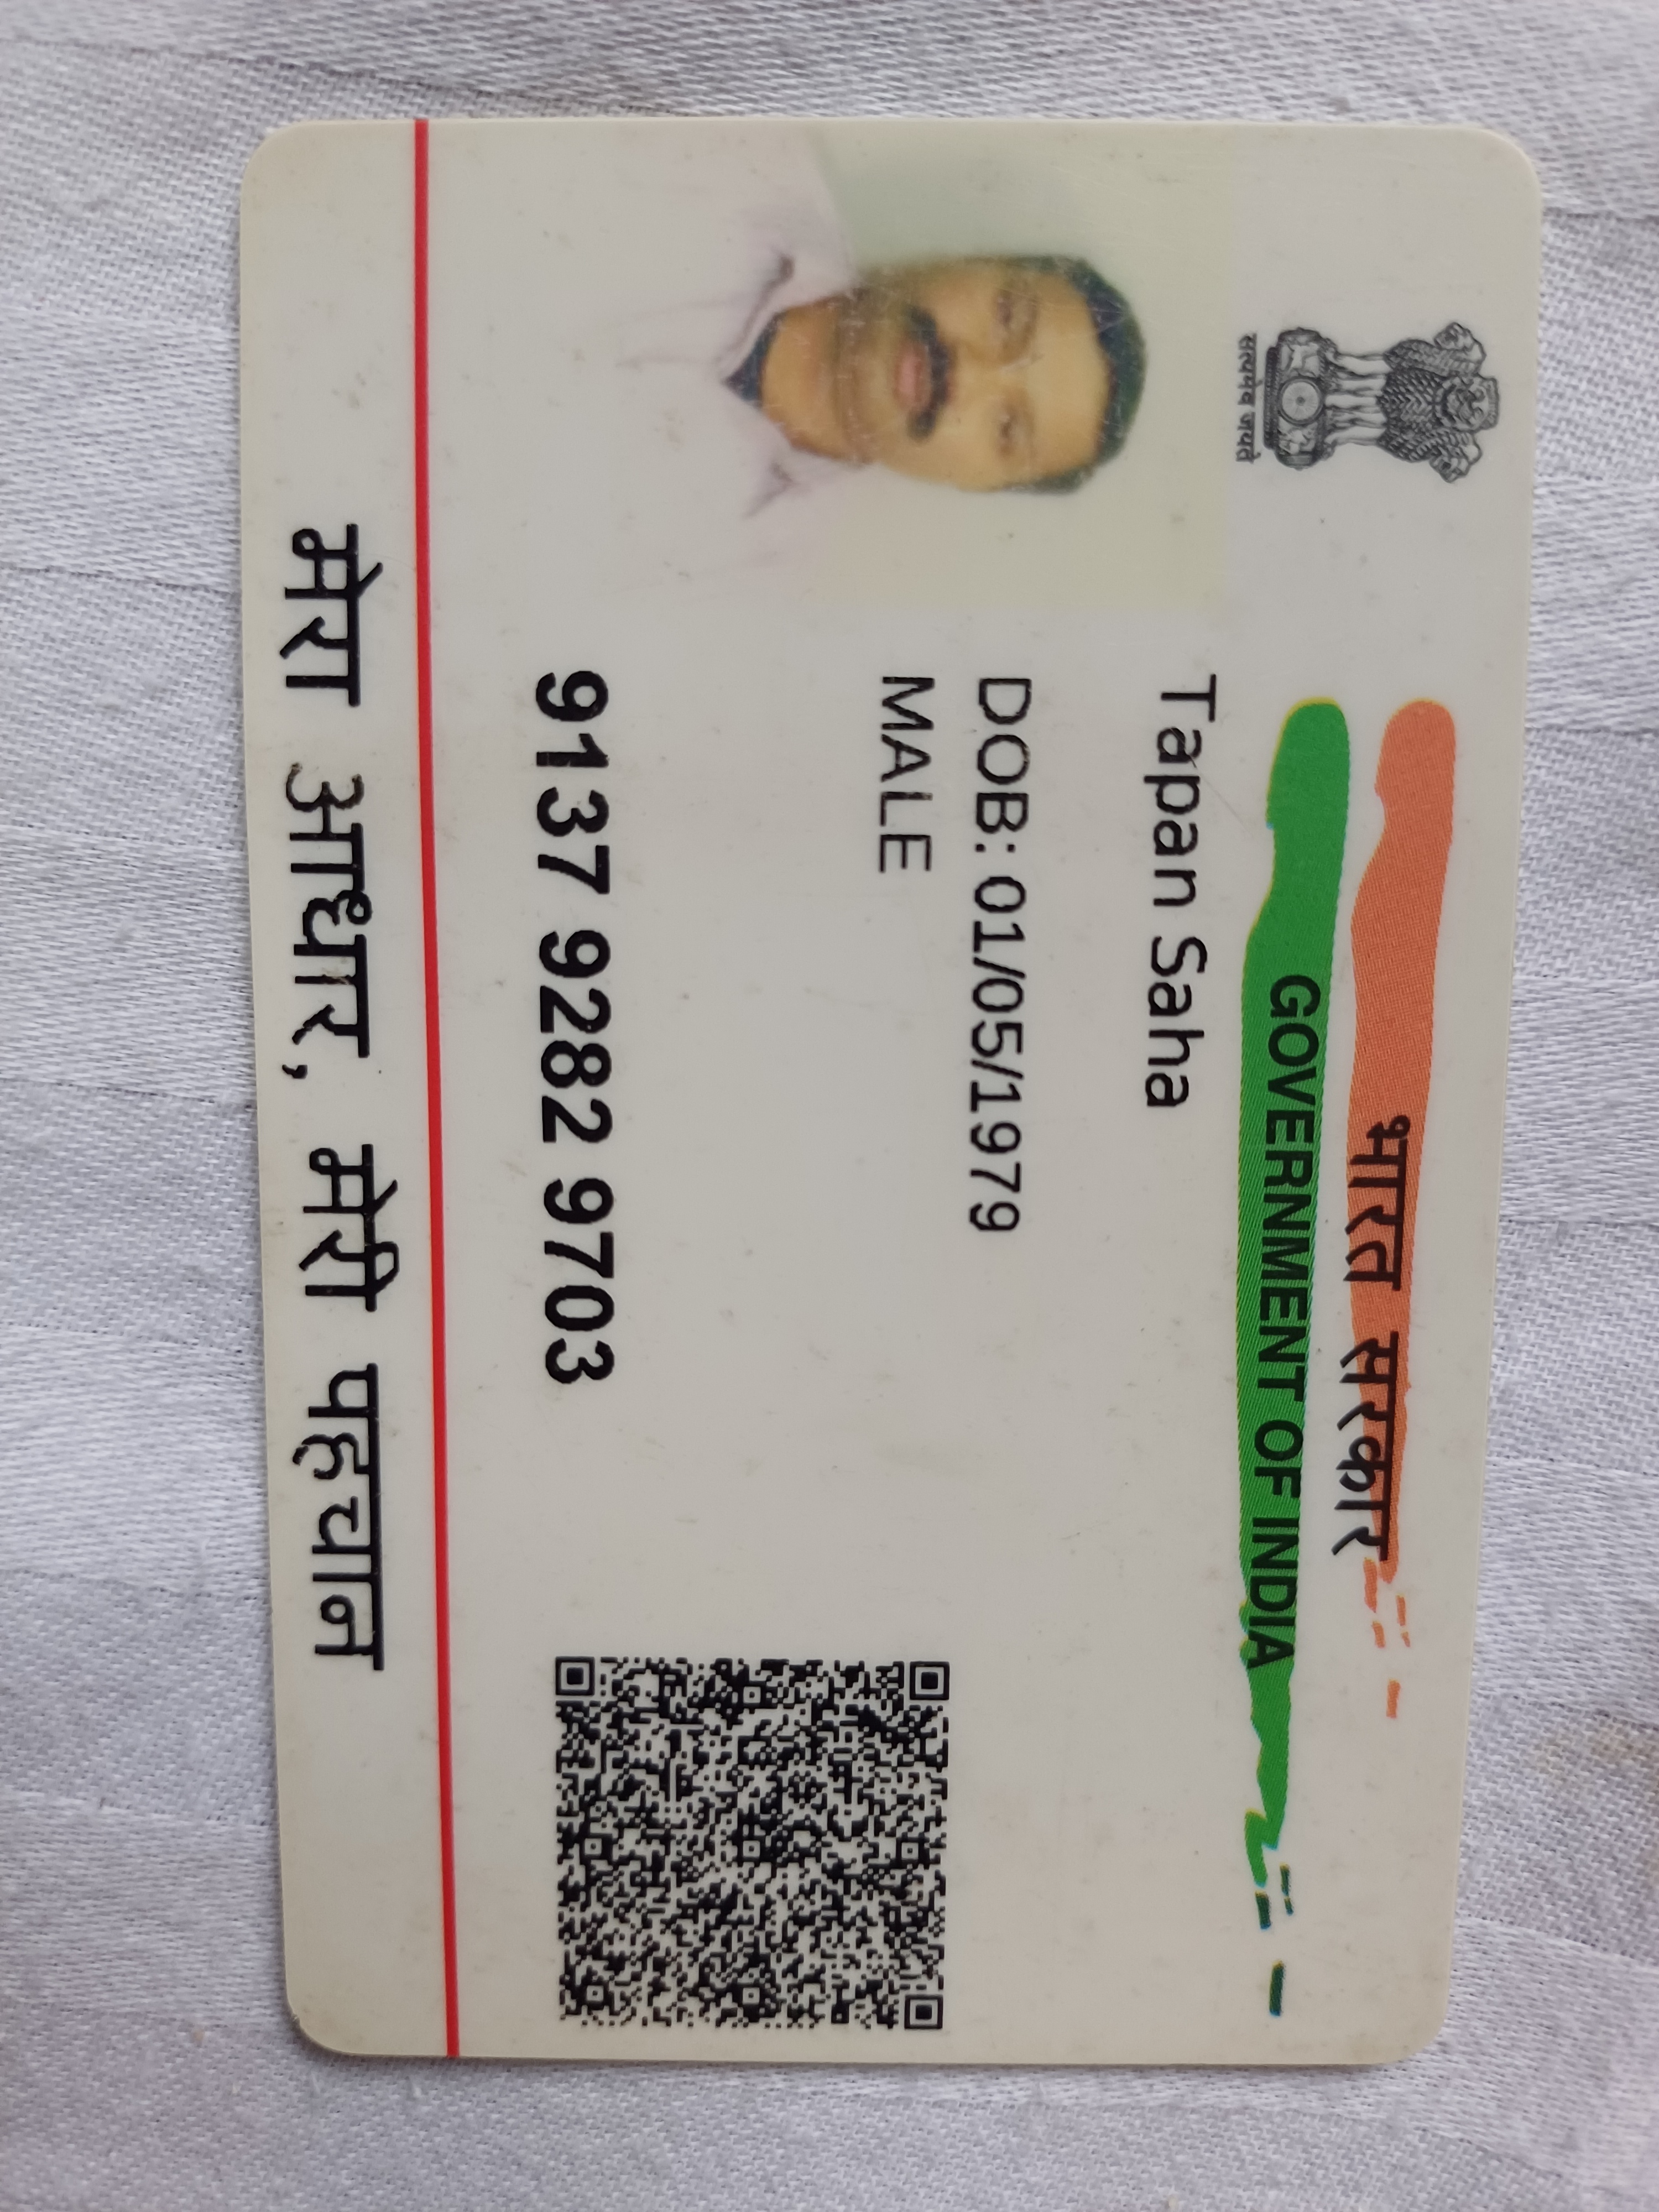 सत्यमेव जयते
भारत सरकार
GOVERNMENT OF INDIA
Tapan Saha
DOB: 01/05/1979
MALE
9137 9282 9703
मेरा आधार, मेरी पहचान